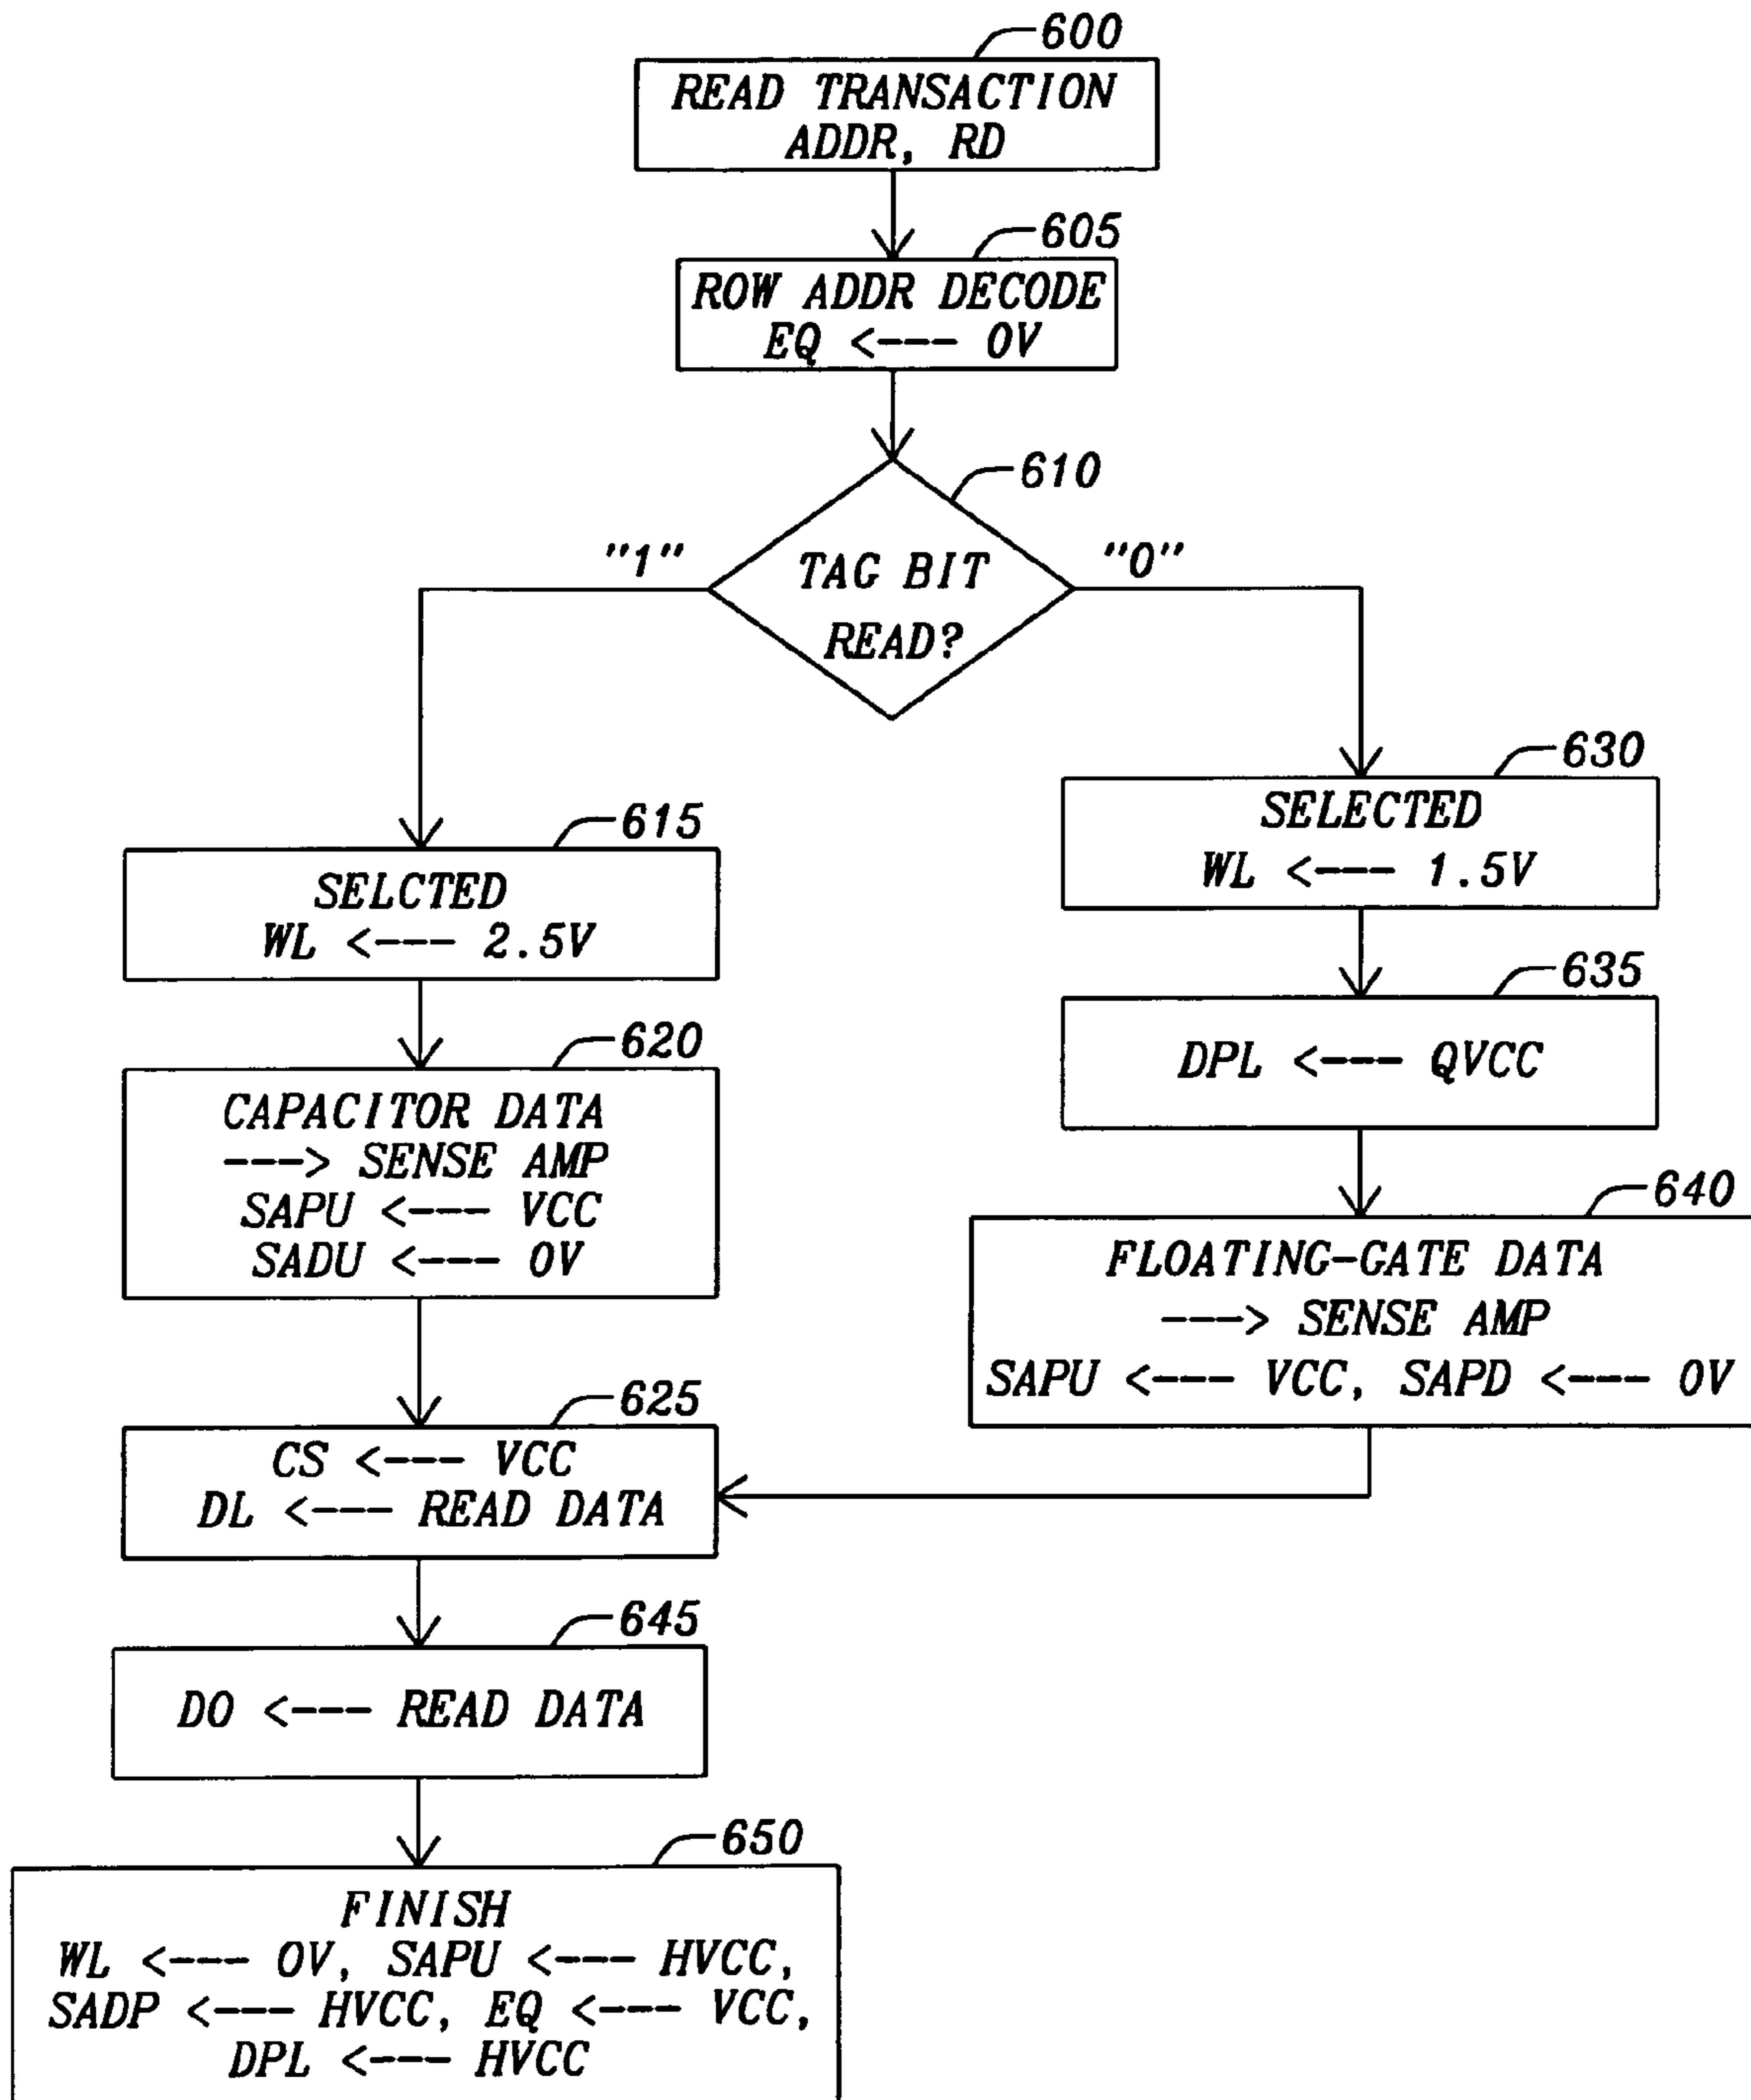 600
READ TRANSACTION
ADDR, RD
605
ROW ADDR DECODE
EQ <--- 0V
610
"1"
TAG BIT
READ?
"0"
615
SELCTED
WL <--- 2.5V
620
CAPACITOR DATA
---> SENSE AMP
SAPU <--- VCC
SADU <--- 0V
630
SELECTED
WL <--- 1.5V
635
DPL <--- QVCC
640
FLOATING-GATE DATA
---> SENSE AMP
SAPU <--- VCC, SAPD <--- 0V
625
CS <--- VCC
DL <--- READ DATA
645
DO <--- READ DATA
650
FINISH
WL <--- 0V, SAPU <--- HVCC,
SADP <--- HVCC, EQ <--- VCC,
DPL <--- HVCC